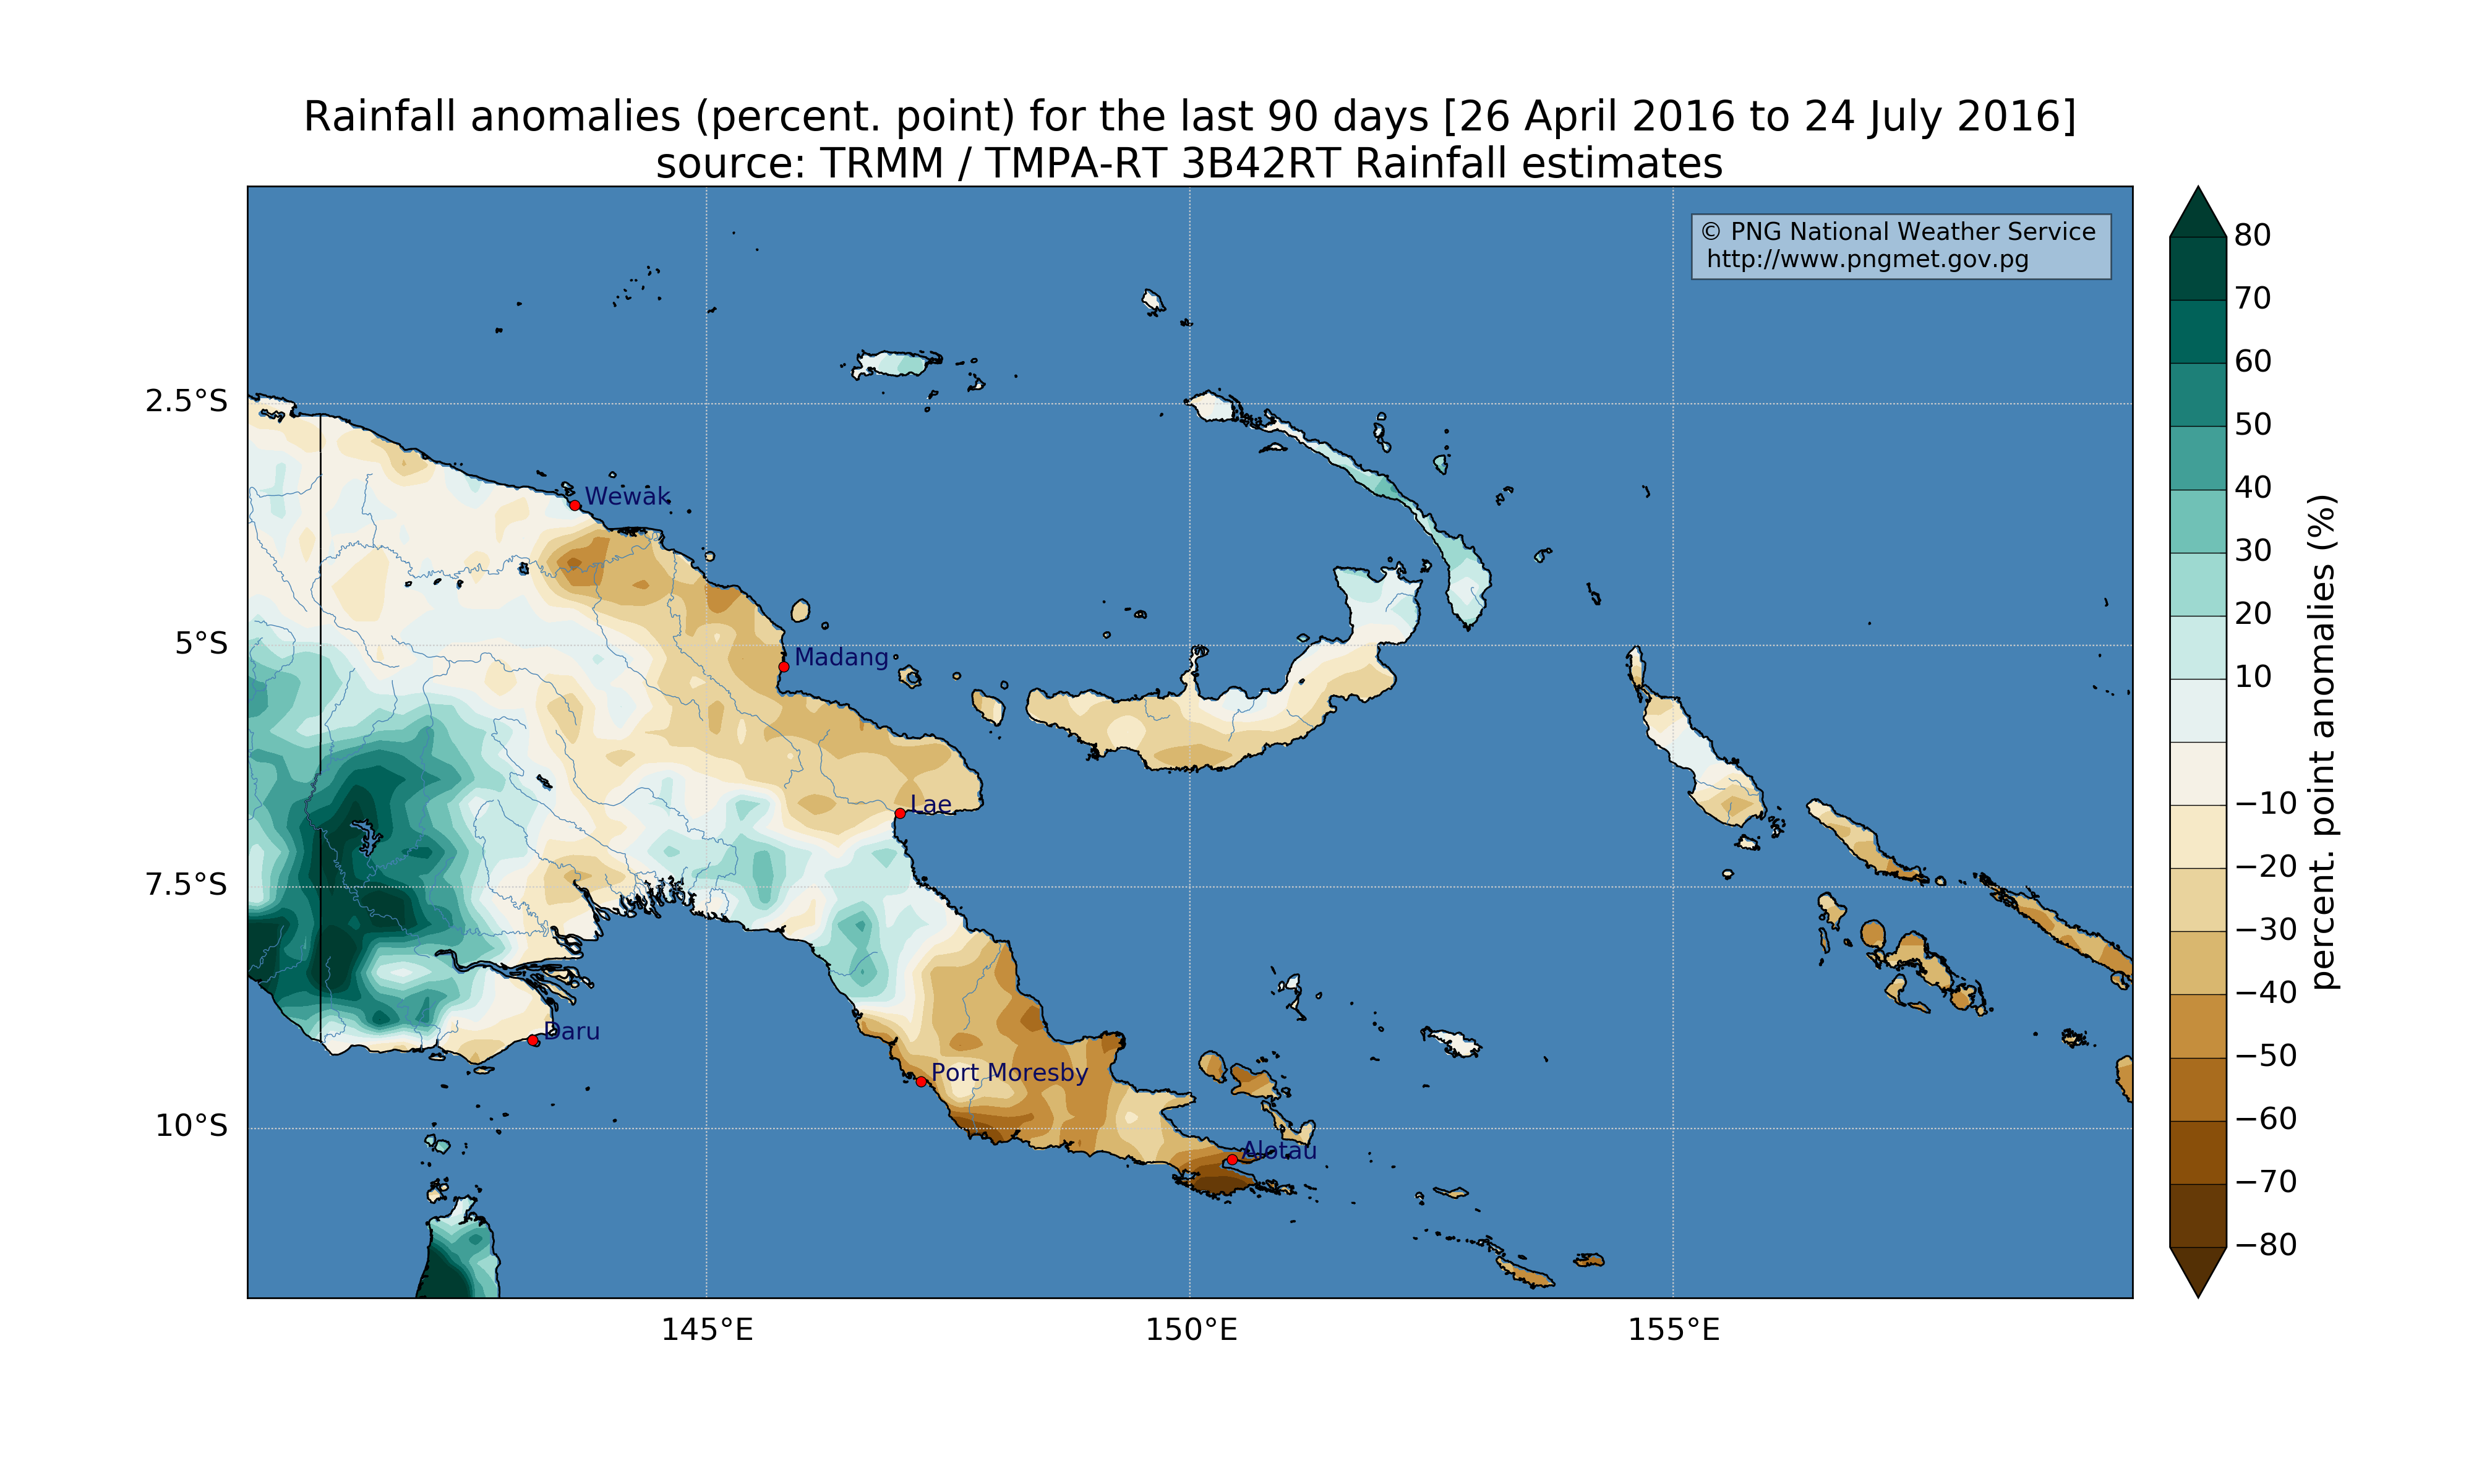 Rainfall anomalies (percent. point) for the last 90 days [26 April 2016 to 24 July 2016]
source: TRMM / TMPA-RT 3B42RT Rainfall estimates
© PNG National Weather Service
http://www.pngmet.gov.pg
2.5°S
5°S
7.5°S
10°S
145°E
150°E
155°E
Wewak
Madang
Lae
Daru
Port Moresby
Alotau
80
70
60
50
40
30
20
10
−10
−20
−30
−40
−50
−60
−70
−80
percent. point anomalies (%)